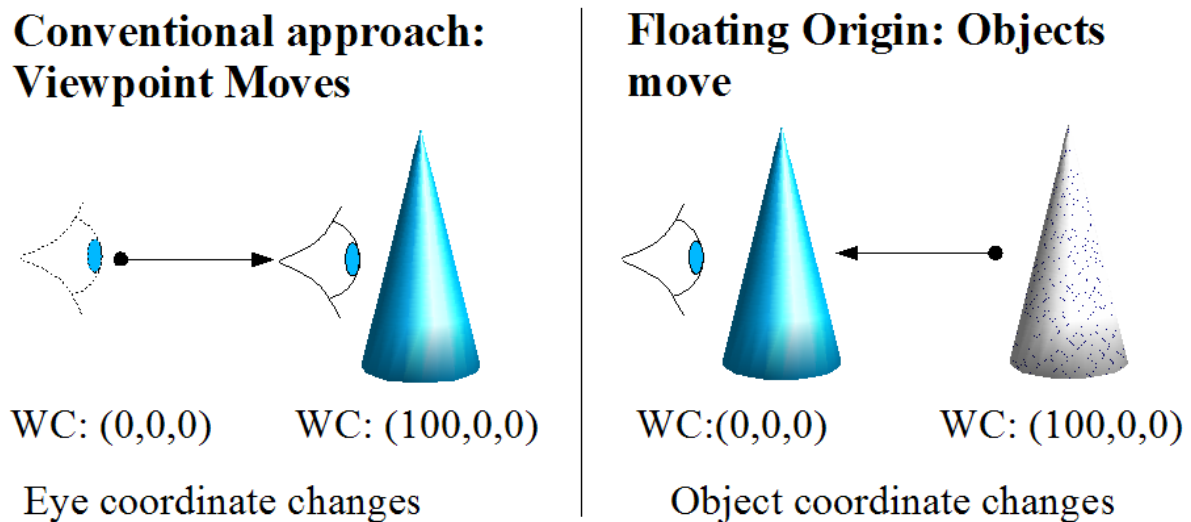 Conventional approach:
Viewpoint Moves
WC: (0,0,0)
WC: (100,0,0)
Eye coordinate changes
Floating Origin: Objects
move
WC:(0,0,0)
WC: (100,0,0)
Object coordinate changes